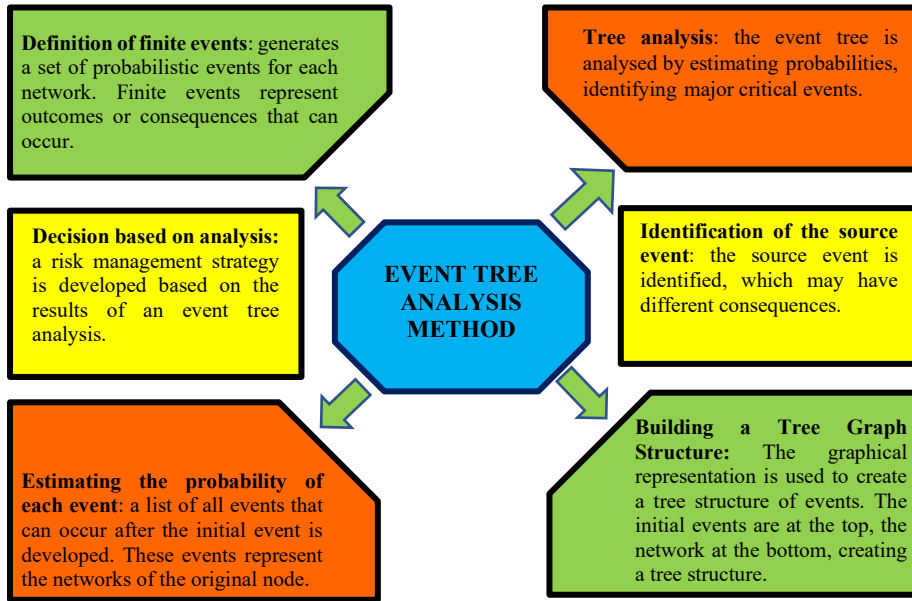 Definition of finite events: generates
a set of probabilistic events for each
network. Finite events represent
outcomes or consequences that can
occur.
Tree analysis: the event tree is
analysed by estimating probabilities,
identifying major critical events.
Decision based on analysis:
a risk management strategy
is developed based on the
results of an event tree
analysis.
EVENT TREE
ANALYSIS
METHOD
Identification of the source
event: the source event is
identified, which may have
different consequences.
Estimating the probability of
each event: a list of all events that
can occur after the initial event is
developed. These events represent
the networks of the original node.
Building a Tree Graph
Structure: The graphical
representation is used to create
a tree structure of events. The
initial events are at the top, the
network at the bottom, creating
a tree structure.